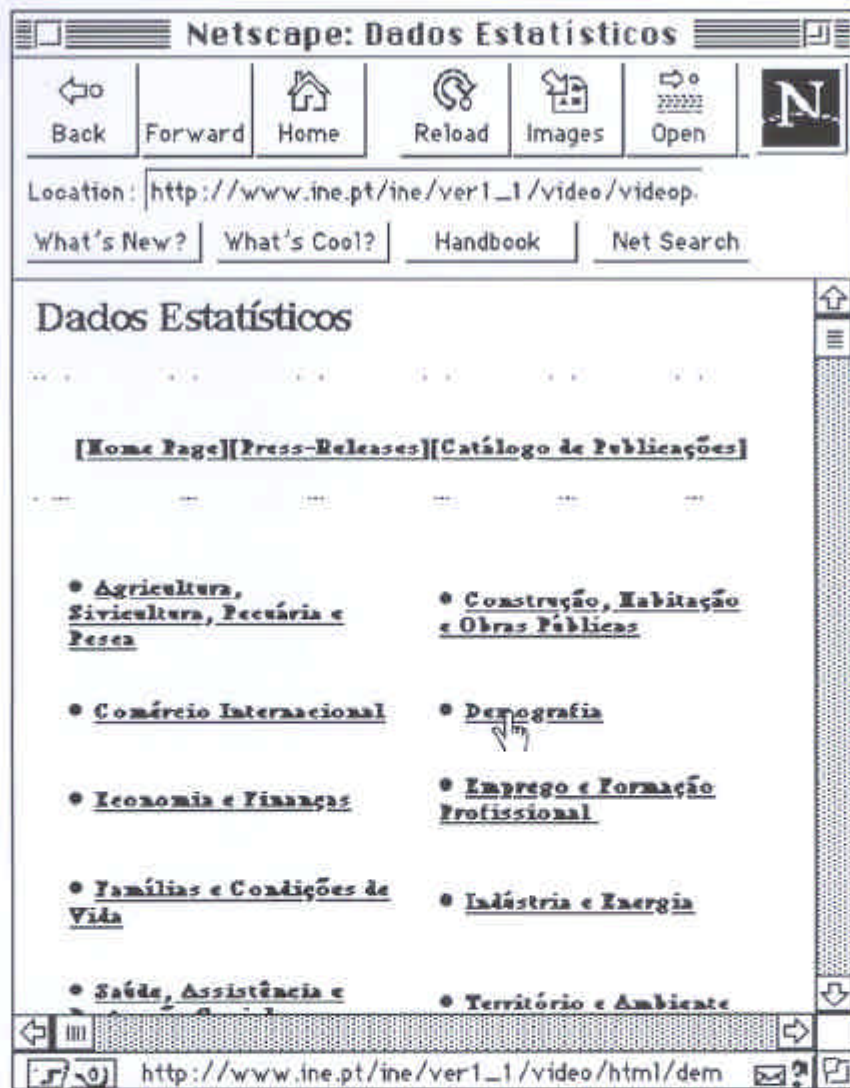 Netscape: Dados Estatísticos
Back Forward Home Reload Images Open N
Location: http://www.ine.pt/ine/ver1_1/video/videop.
What's New? What's Cool? Handbook Net Search
Dados Estatísticos
[Home Page][Press-Releases][Catálogo de Publicações]
• Agricultura,
Sivicultura, Pecuária e
Pesca
• Construção, Habitação
e Obras Públicas
• Comércio Internacional
• Demografia
• Economia e Finanças
• Emprego e Formação
Profissional
• Famílias e Condições de
Vida
• Indústria e Energia
• Saúde, Assistência e
• Território e Ambiente
http://www.ine.pt/ine/ver1_1/video/html/dem